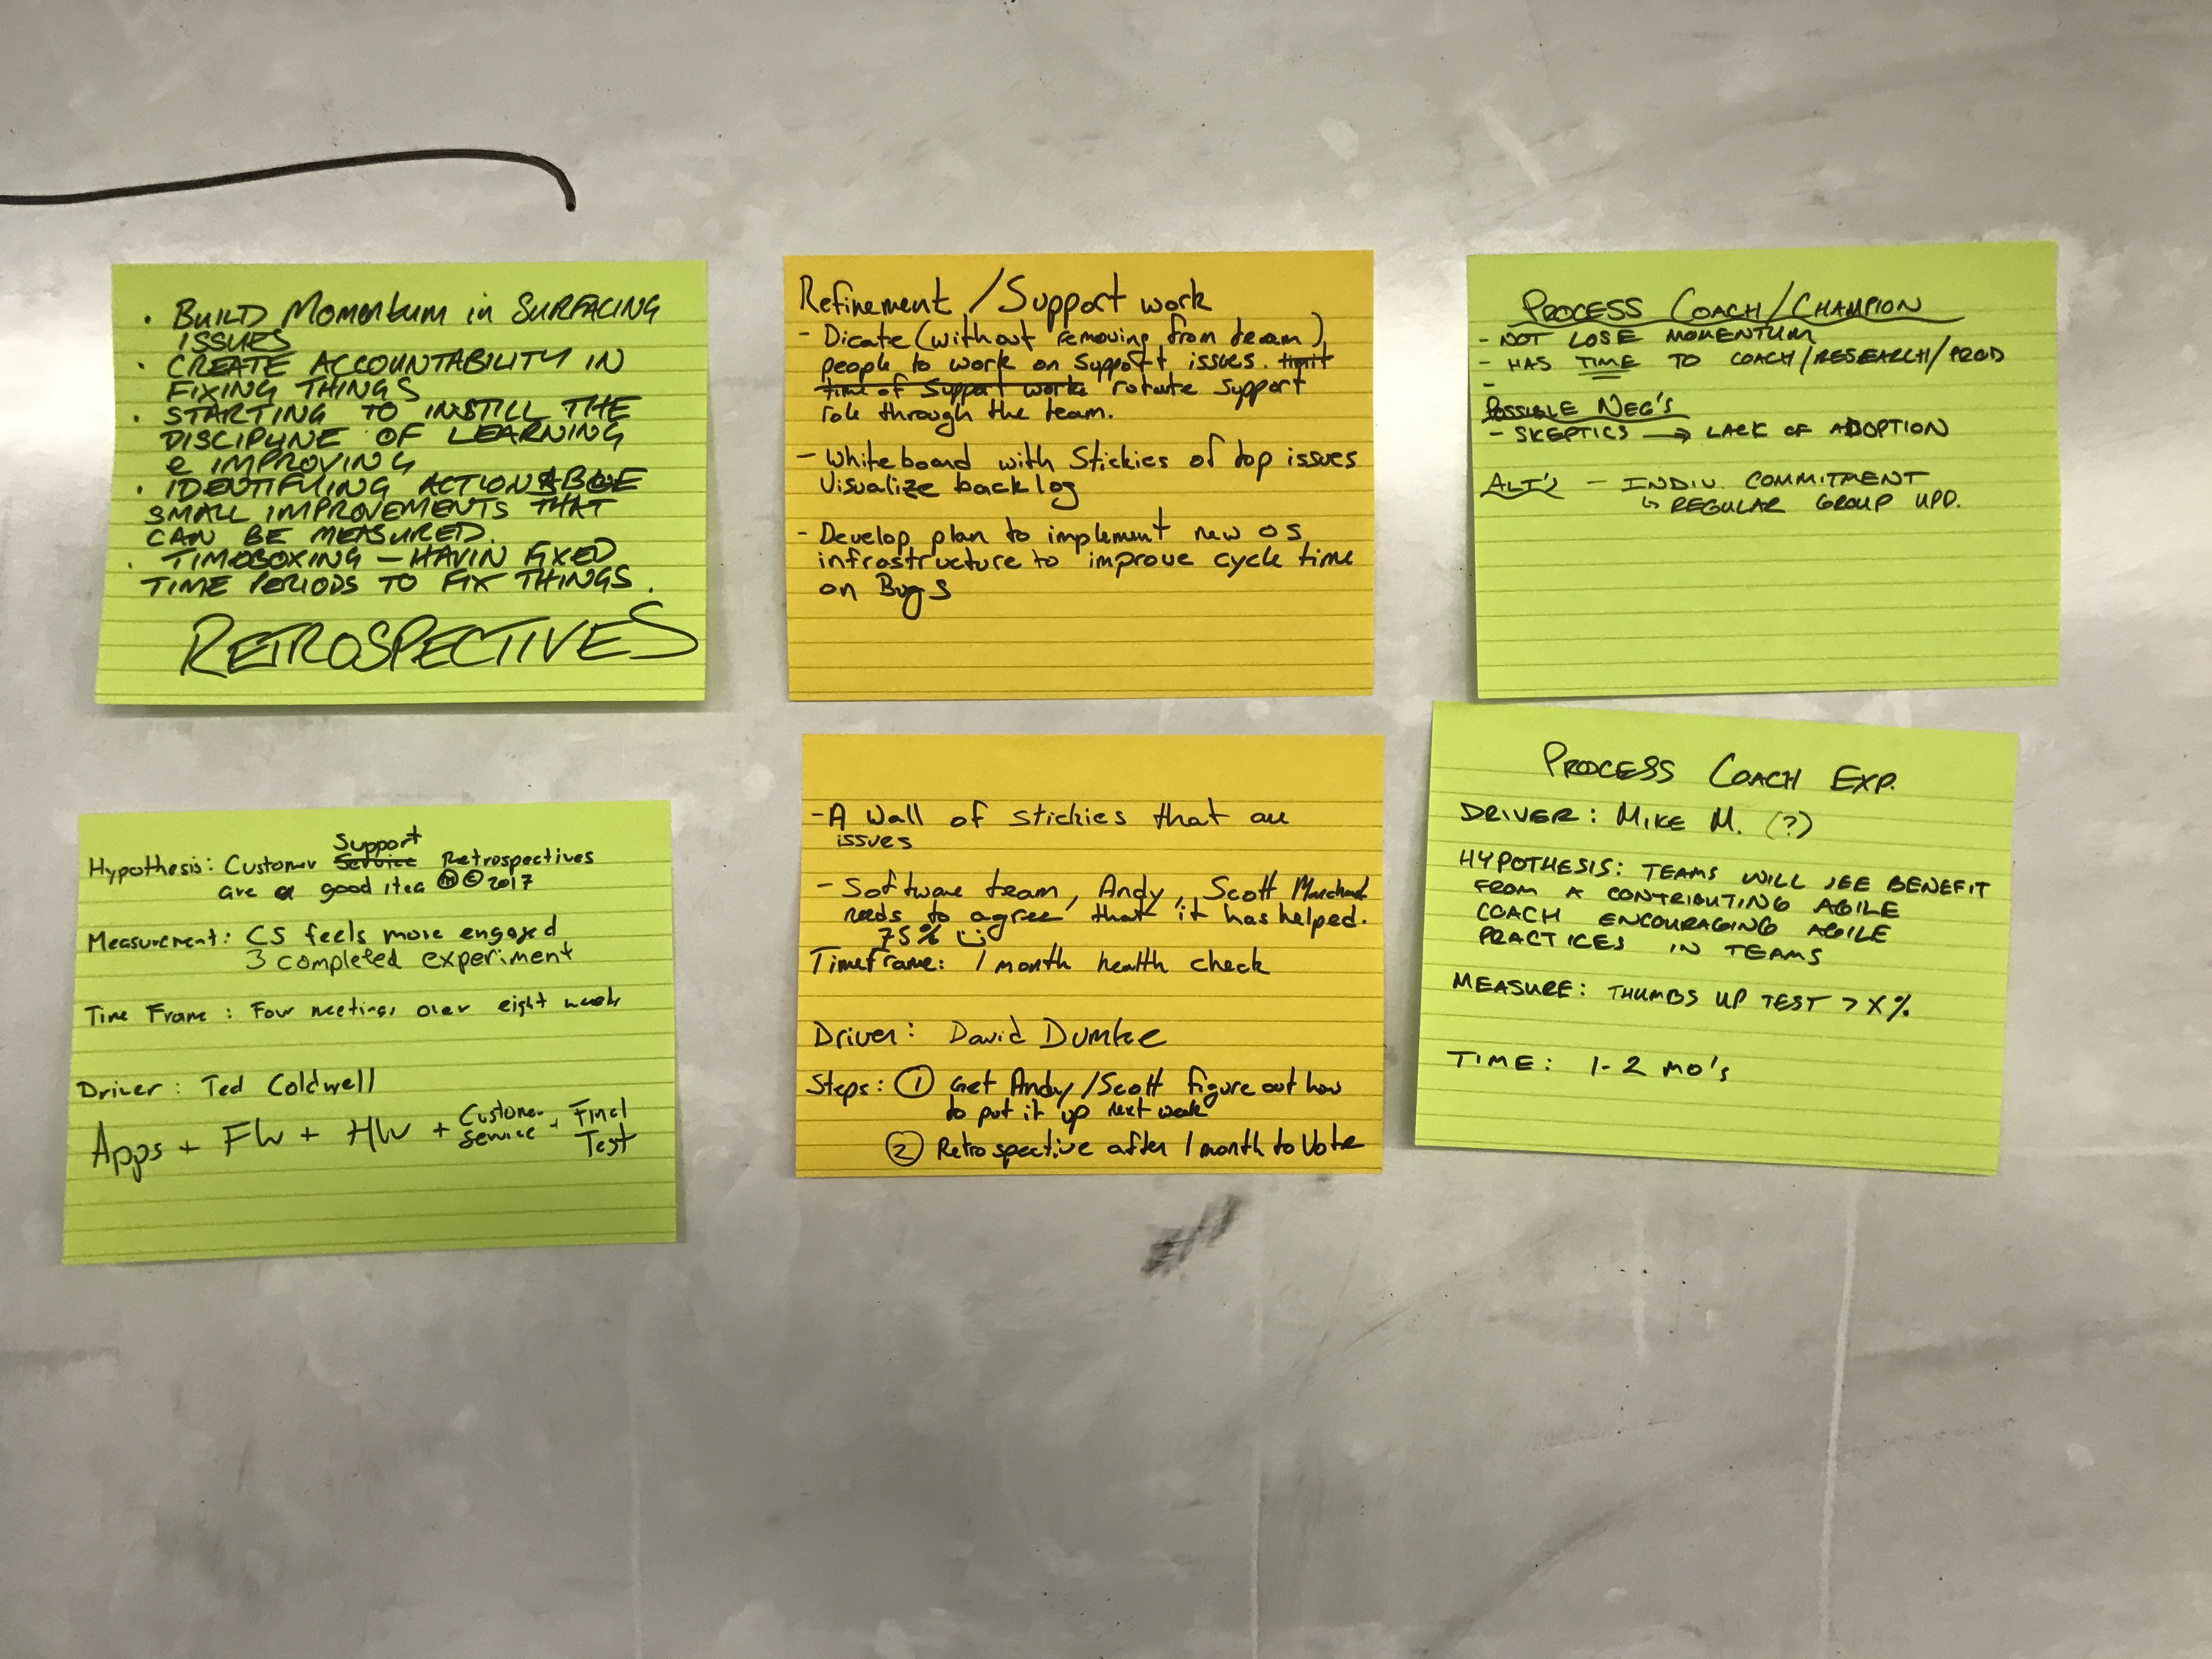 • BUILD MOMENTUM in SURFACING
ISSUES
• CREATE ACCOUNTABILITY IN
FIXING THINGS
• STARTING TO INSTILL THE
DISCIPLINE OF LEARNING
& IMPROVING
• IDENTIFYING ACTIONABLE
SMALL IMPROVEMENTS THAT
CAN BE MEASURED.
• TIMEBOXING – HAVIN FIXED
TIME PERIODS TO FIX THINGS.
RETROSPECTIVES
Refinement / Support work
- Dicate (without removing from team),
people to work on Support issues. limit
time of Support work rotate support
role through the team.
- Whiteboard with Stickies of top issues
Visualize backlog
- Develop plan to implement new OS
infrastructure to improve cycle time
on Bugs
PROCESS COACH/CHAMPION
- NOT LOSE MOMENTUM
- HAS TIME TO COACH/RESEARCH/PROD
-
POSSIBLE NEG'S
- SKEPTICS → LACK OF ADOPTION
ALT'S - INDIV. COMMITMENT
↳ REGULAR GROUP UPD.
Support
Hypothesis: Customer Service Retrospectives
are a good idea ™ © 2017
Measurement: CS feels more engaged
3 completed experiment
Time Frame: Four meetings over eight weeks
Driver: Ted Coldwell
Apps + FW + HW + Customer Service + Final Test
- A Wall of stickies that are
issues
- Software team, Andy, Scott
needs to agree that it has helped.
75% :)
Timeframe: 1 month health check
Driver: David Dumke
Steps: ① Get Andy/Scott figure out how
to put it up next week
② Retrospective after 1 month to Vote
PROCESS COACH EXP.
DRIVER: MIKE M. (?)
HYPOTHESIS: TEAMS WILL SEE BENEFIT
FROM A CONTRIBUTING AGILE
COACH ENCOURAGING AGILE
PRACTICES IN TEAMS
MEASURE: THUMBS UP TEST > X%
TIME: 1-2 MO's